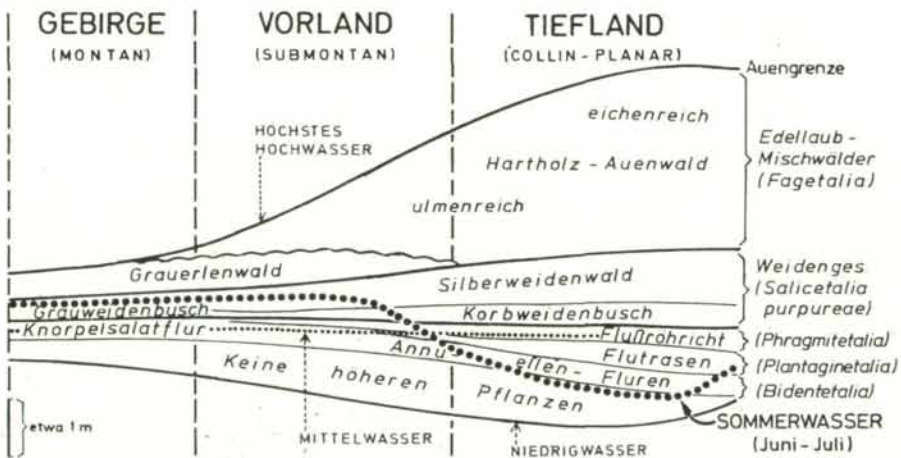 GEBIRGE
(MONTAN)
VORLAND
(SUBMONTAN)
TIEFLAND
(COLLIN-PLANAR)
Auengrenze
eichenreich
HÖCHSTES
HOCHWASSER
Hartholz-Auenwald
ulmenreich
Edellaub-
Mischwälder
(Fagetalia)
Grauerlenwald
Silberweidenwald
Weidenges
(Salicetalia
purpureae)
Grauweidenbusch
Korbweidenbusch
Knorpelsalatflur
Flußröhricht
(Phragmitetalia)
Annu ellen-Fluren
Flutrasen
(Plantaginetalia)
(Bidentetalia)
Keine höheren Pflanzen
etwa 1m
MITTELWASSER
NIEDRIGWASSER
SOMMERWASSER
(Juni-Juli)